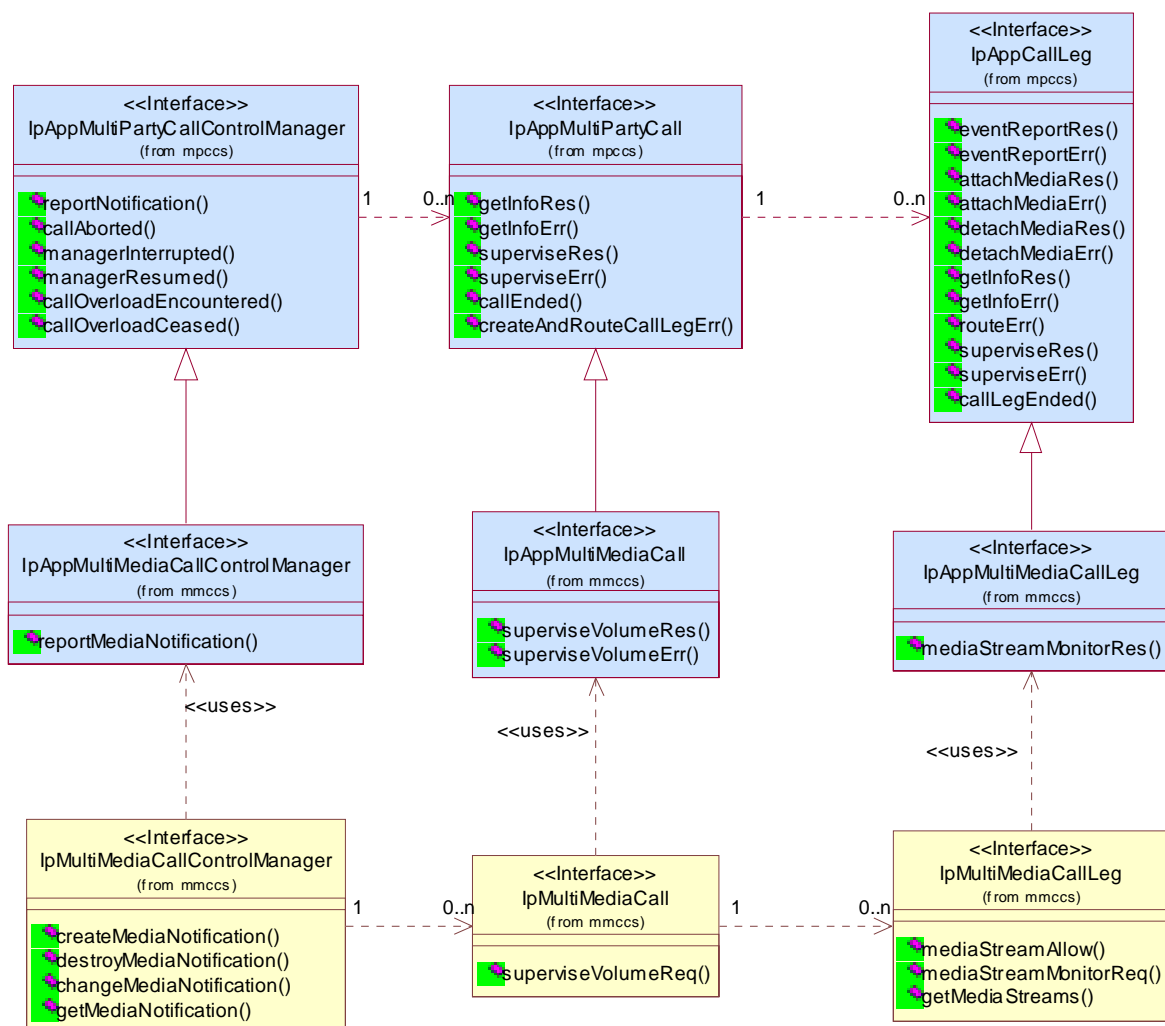 <<Interface>>
IpAppCallLeg
(from mpccs)
eventReportRes()
eventReportErr()
attachMediaRes()
attachMediaErr()
detachMediaRes()
detachMediaErr()
getInfoRes()
getInfoErr()
routeErr()
superviseRes()
superviseErr()
callLegEnded()
<<Interface>>
IpAppMultiPartyCallControlManager
(from mpccs)
reportNotification()
callAborted()
managerInterrupted()
managerResumed()
callOverloadEncountered()
callOverloadCeased()
1
0..n
<<Interface>>
IpAppMultiPartyCall
(from mpccs)
getInfoRes()
getInfoErr()
superviseRes()
superviseErr()
callEnded()
createAndRouteCallLegErr()
1
0..n
<<Interface>>
IpAppMultiMediaCallControlManager
(from mmccs)
reportMediaNotification()
<<Interface>>
IpAppMultiMediaCall
(from mmccs)
superviseVolumeRes()
superviseVolumeErr()
<<Interface>>
IpAppMultiMediaCallLeg
(from mmccs)
mediaStreamMonitorRes()
<<uses>>
<<uses>>
<<uses>>
<<Interface>>
IpMultiMediaCallControlManager
(from mmccs)
createMediaNotification()
destroyMediaNotification()
changeMediaNotification()
getMediaNotification()
1
0..n
<<Interface>>
IpMultiMediaCall
(from mmccs)
superviseVolumeReq()
1
0..n
<<Interface>>
IpMultiMediaCallLeg
(from mmccs)
mediaStreamAllow()
mediaStreamMonitorReq()
getMediaStreams()